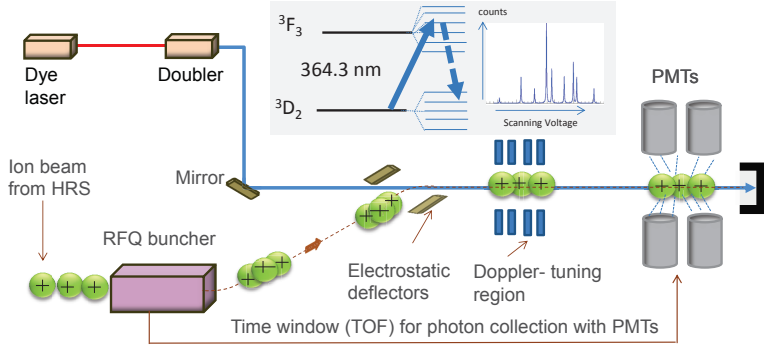 counts
³F₃
364.3 nm
³D₂
Scanning Voltage
PMTs
Dye
laser
Doubler
Ion beam
from HRS
Mirror
RFQ buncher
Electrostatic
deflectors
Doppler- tuning
region
Time window (TOF) for photon collection with PMTs
+ + +
+ + +
+ + +
+ + +
+ + +